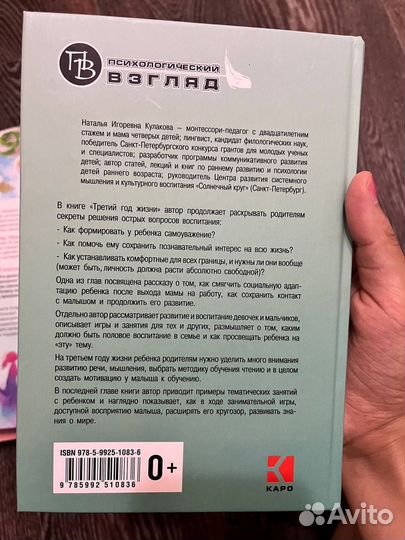 ПВ
ПСИХОЛОГИЧЕСКИЙ
ВЗГЛЯД
Наталья Игоревна Кулакова — монтессори-педагог с двадцатилетним
стажем и мама четверых детей; лингвист, кандидат филологических наук,
победитель Санкт-Петербургского конкурса грантов для молодых ученых
и специалистов; разработчик программы коммуникативного развития
детей; автор статей, лекций и книг по раннему развитию и психологии
детей раннего возраста; руководитель Центра развития системного
мышления и культурного воспитания «Солнечный круг» (Санкт-Петербург).
В книге «Третий год жизни» автор продолжает раскрывать родителям
секреты решения острых вопросов воспитания:
- Как формировать у ребенка самоуважение?
- Как помочь ему сохранить познавательный интерес на всю жизнь?
- Как устанавливать комфортные для всех границы, и нужны ли они вообще
(может быть, личность должна расти абсолютно свободной)?
Одна из глав посвящена рассказу о том, как смягчить социальную адап-
тацию ребенка после выхода мамы на работу, как сохранить контакт
с малышом и продолжить его развитие.
Отдельно автор рассматривает развитие и воспитание девочек и мальчиков,
описывает игры и занятия для тех и других, размышляет о том, каким
должно быть половое воспитание в семье и как просвещать ребенка на
«эту» тему.
На третьем году жизни ребенка родителям нужно уделить много внимания
развитию речи, мышления, выбрать методику обучения чтению и в целом
создать мотивацию у малыша к обучению.
В последней главе книги автор приводит примеры тематических занятий
с ребенком и наглядно показывает, как в ходе занимательной игры,
доступной восприятию малыша, расширять его кругозор, развивать зна-
ния о мире.
ISBN 978-5-9925-1083-6
9 785992 510836
0+
КАРО
Avito